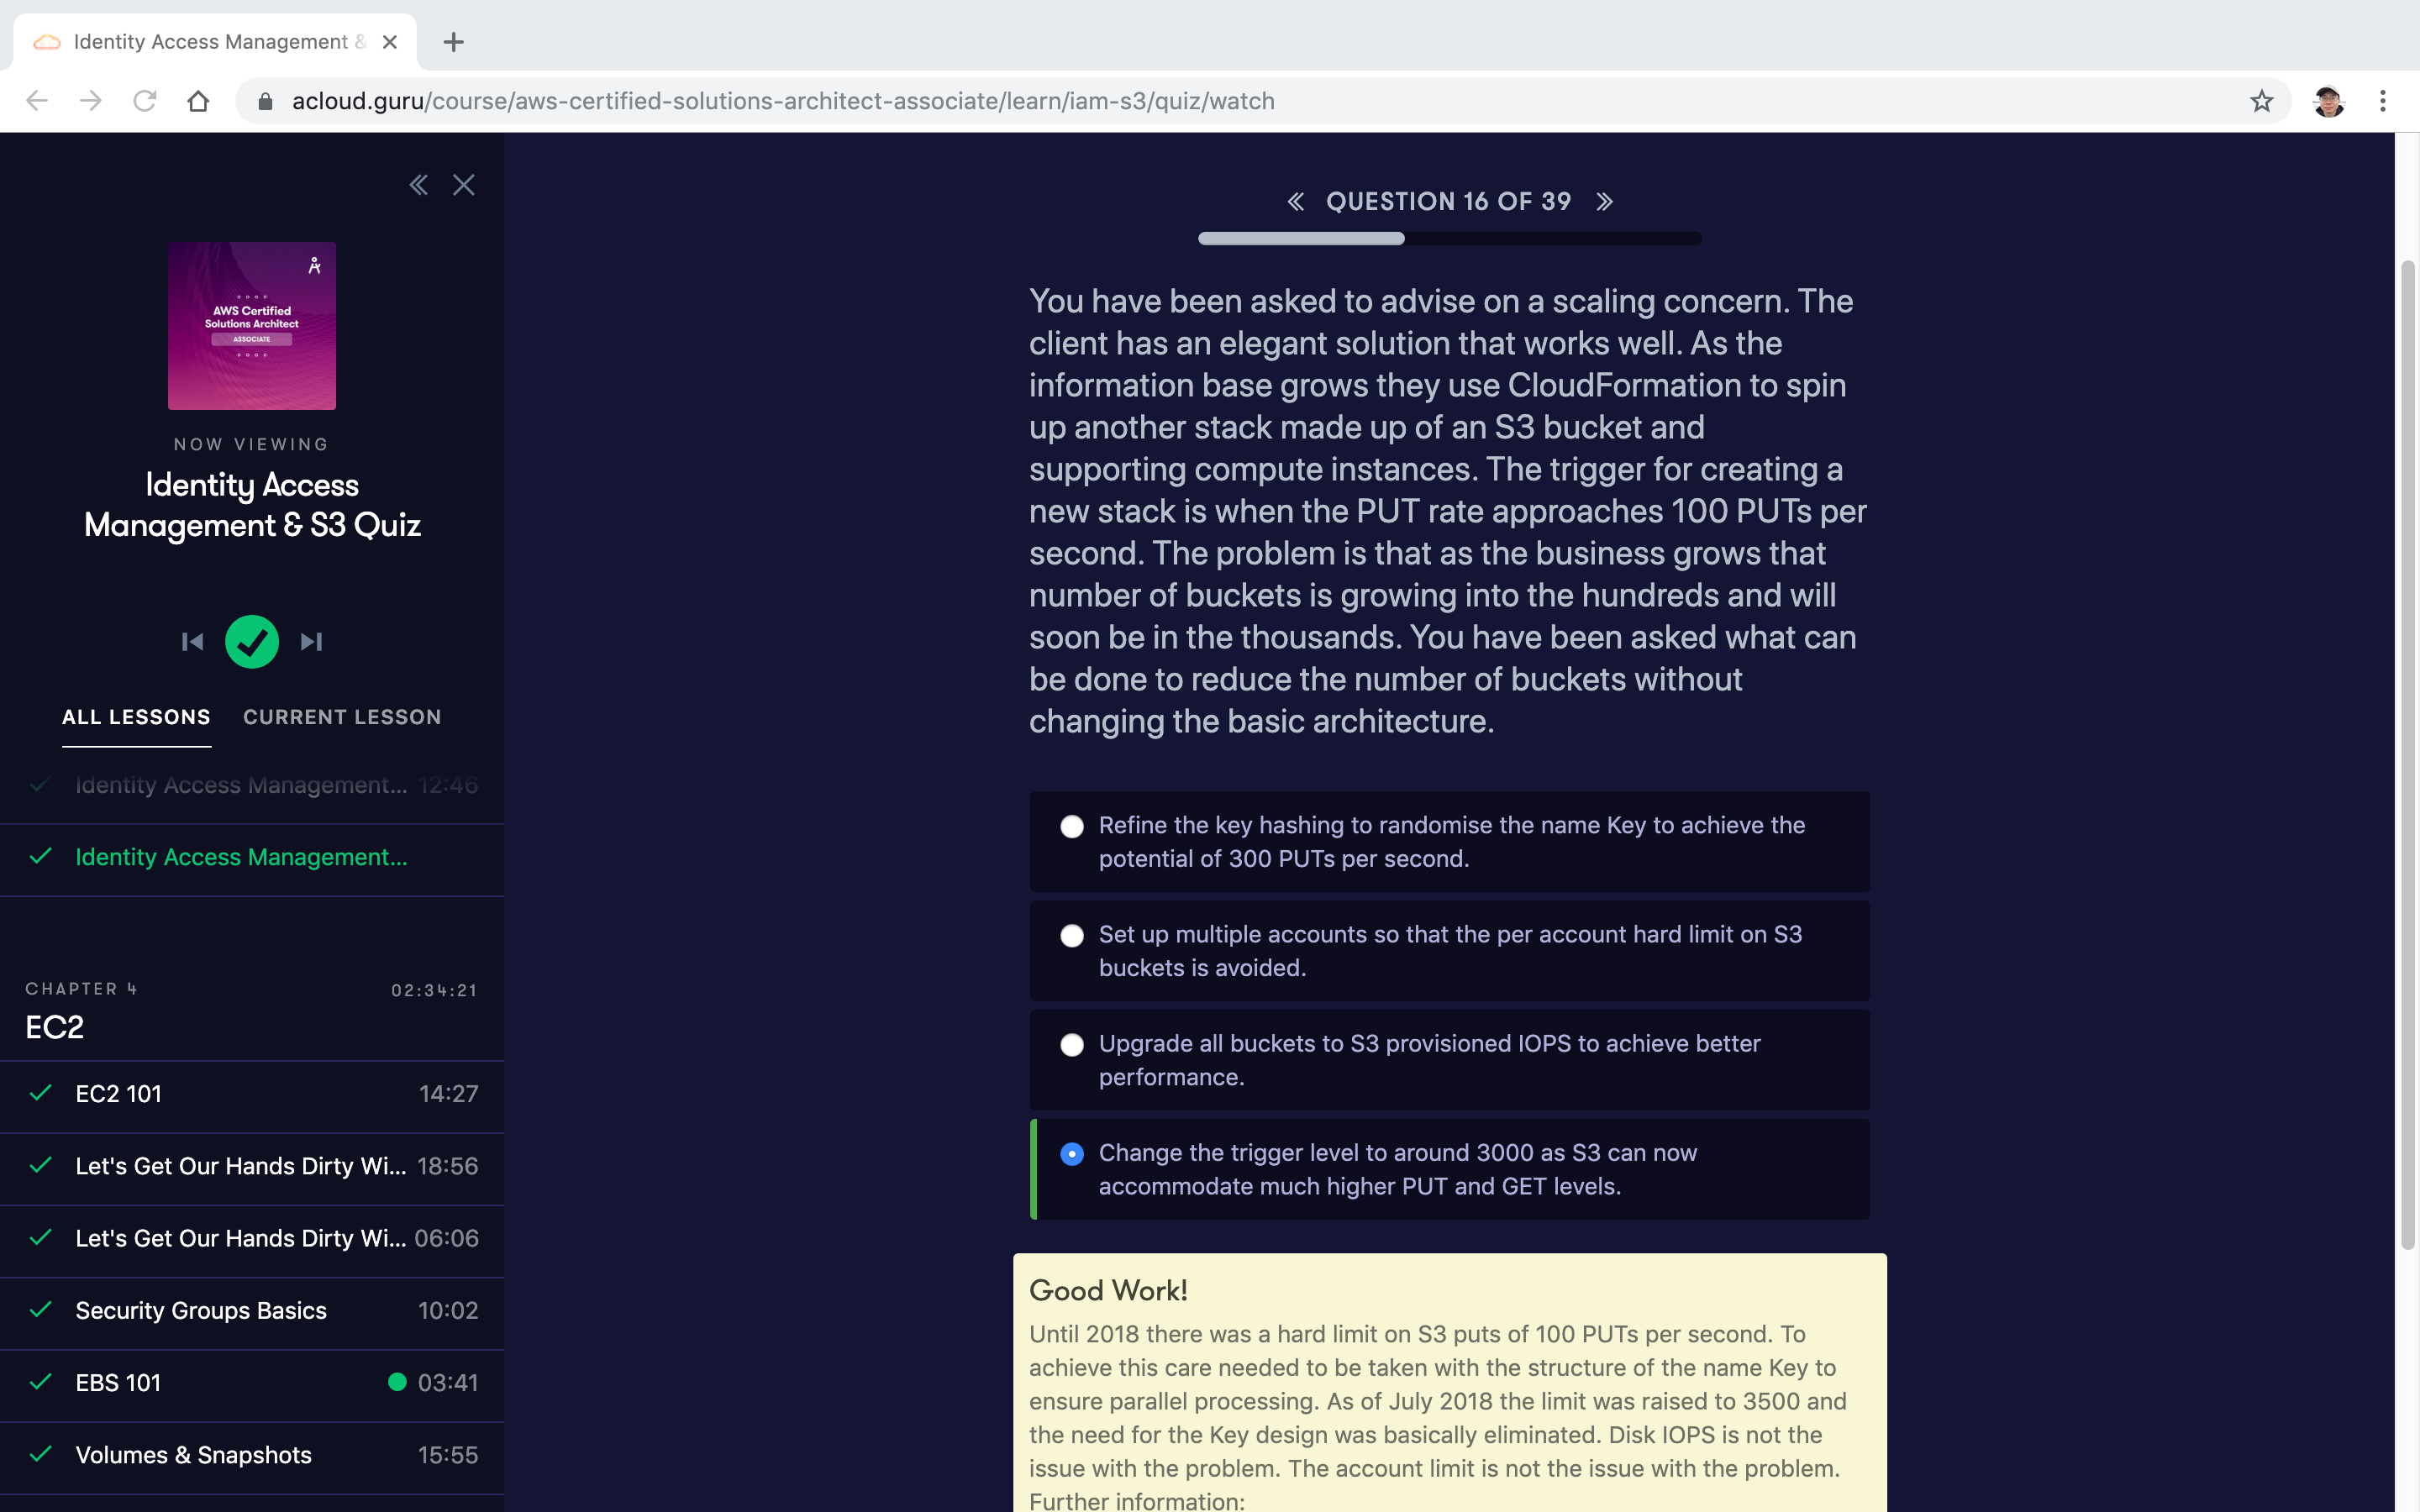 Identity Access Management &
acloud.guru/course/aws-certified-solutions-architect-associate/learn/iam-s3/quiz/watch
AWS Certified
Solutions Architect
ASSOCIATE
NOW VIEWING
Identity Access
Management & S3 Quiz
ALL LESSONS
CURRENT LESSON
Identity Access Management... 12:46
Identity Access Management...
CHAPTER 4 02:34:21
EC2
EC2 101 14:27
Let's Get Our Hands Dirty Wi... 18:56
Let's Get Our Hands Dirty Wi... 06:06
Security Groups Basics 10:02
EBS 101 03:41
Volumes & Snapshots 15:55
QUESTION 16 OF 39
You have been asked to advise on a scaling concern. The
client has an elegant solution that works well. As the
information base grows they use CloudFormation to spin
up another stack made up of an S3 bucket and
supporting compute instances. The trigger for creating a
new stack is when the PUT rate approaches 100 PUTs per
second. The problem is that as the business grows that
number of buckets is growing into the hundreds and will
soon be in the thousands. You have been asked what can
be done to reduce the number of buckets without
changing the basic architecture.
Refine the key hashing to randomise the name Key to achieve the
potential of 300 PUTs per second.
Set up multiple accounts so that the per account hard limit on S3
buckets is avoided.
Upgrade all buckets to S3 provisioned IOPS to achieve better
performance.
Change the trigger level to around 3000 as S3 can now
accommodate much higher PUT and GET levels.
Good Work!
Until 2018 there was a hard limit on S3 puts of 100 PUTs per second. To
achieve this care needed to be taken with the structure of the name Key to
ensure parallel processing. As of July 2018 the limit was raised to 3500 and
the need for the Key design was basically eliminated. Disk IOPS is not the
issue with the problem. The account limit is not the issue with the problem.
Further information: